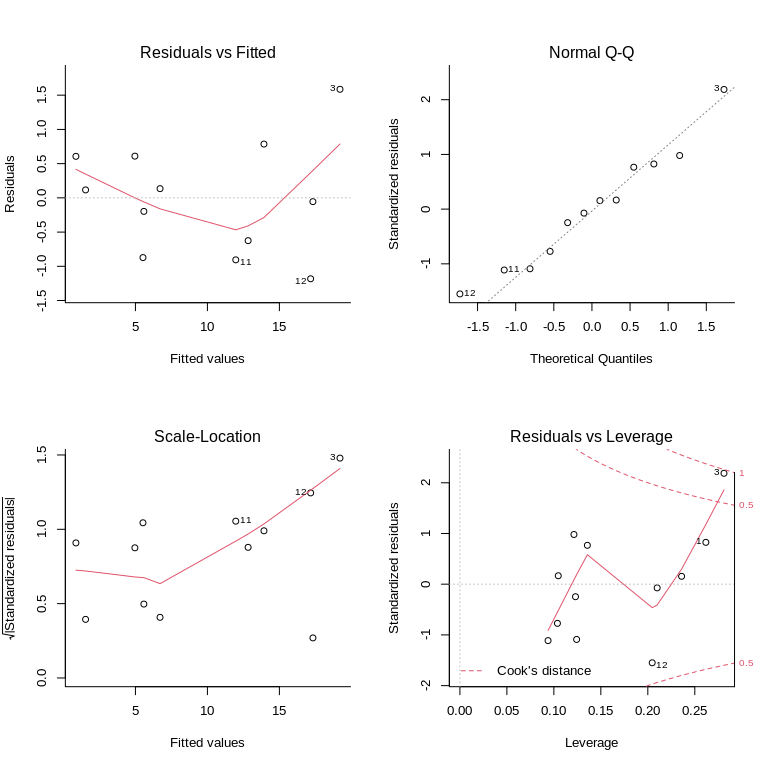 Residuals vs Fitted
Residuals
1.5
1.0
0.5
0.0
-0.5
-1.0
-1.5
3
11
12
5 10 15
Fitted values
Normal Q-Q
Standardized residuals
2
1
0
-1
3
11
12
-1.5 -1.0 -0.5 0.0 0.5 1.0 1.5
Theoretical Quantiles
Scale-Location
√|Standardized residuals|
1.5
1.0
0.5
0.0
3
12
11
5 10 15
Fitted values
Residuals vs Leverage
Standardized residuals
2
1
0
-1
-2
3
1
12
1
0.5
0.5
Cook's distance
0.00 0.05 0.10 0.15 0.20 0.25
Leverage